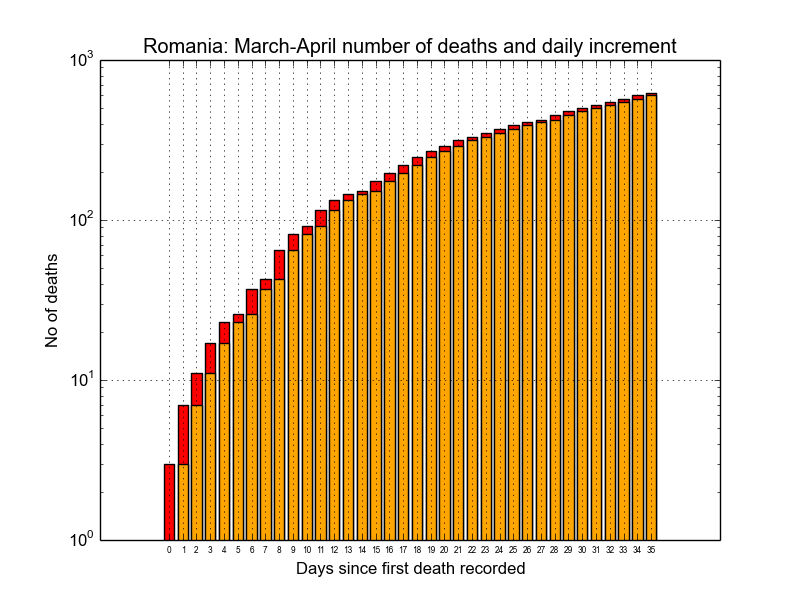 Romania: March-April number of deaths and daily increment
10^3
10^2
10^1
10^0
No of deaths
0 1 2 3 4 5 6 7 8 9 10 11 12 13 14 15 16 17 18 19 20 21 22 23 24 25 26 27 28 29 30 31 32 33 34 35
Days since first death recorded